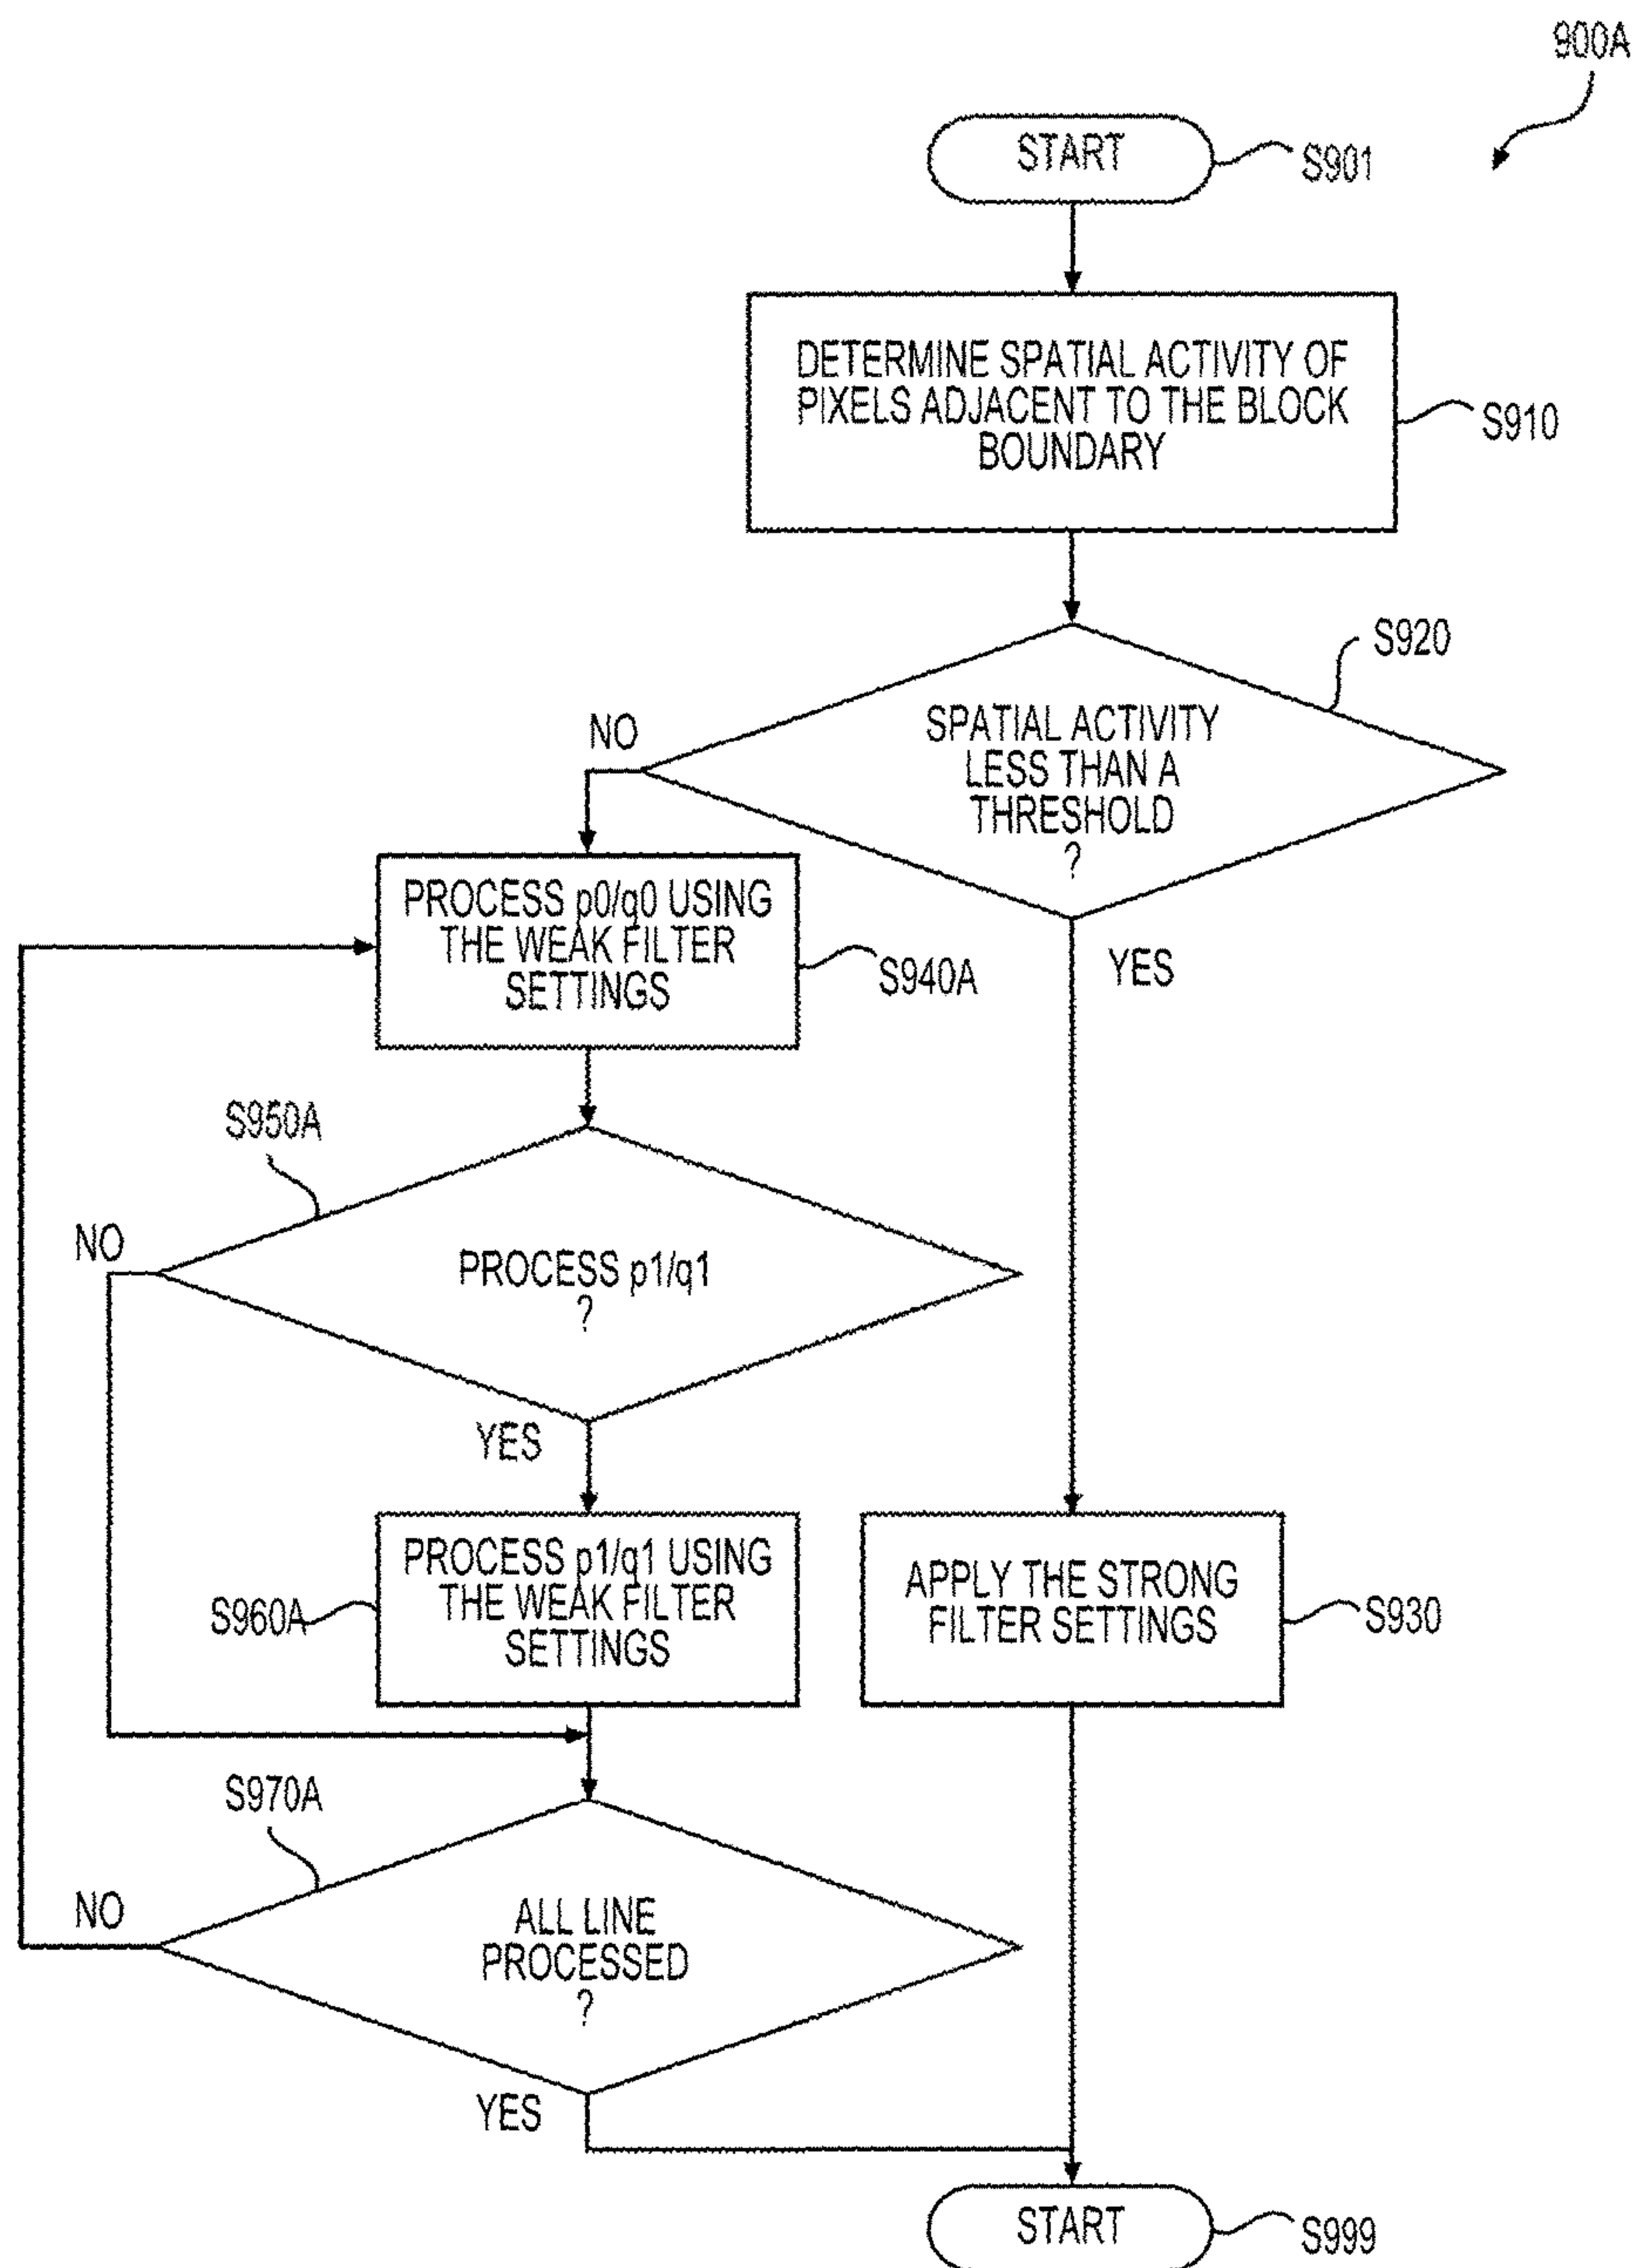 900A
START
S901
DETERMINE SPATIAL ACTIVITY OF
PIXELS ADJACENT TO THE BLOCK
BOUNDARY
S910
S920
SPATIAL ACTIVITY
LESS THAN A
THRESHOLD
?
NO
YES
PROCESS p0/q0 USING
THE WEAK FILTER
SETTINGS
S940A
S950A
PROCESS p1/q1
?
NO
YES
PROCESS p1/q1 USING
THE WEAK FILTER
SETTINGS
S960A
APPLY THE STRONG
FILTER SETTINGS
S930
S970A
ALL LINE
PROCESSED
?
NO
YES
START
S999